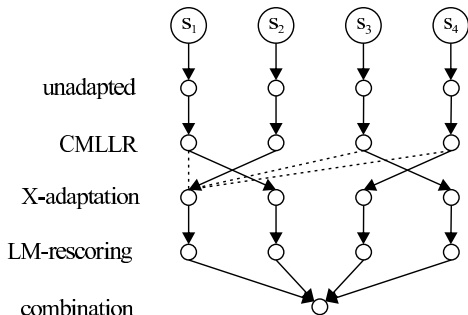 S1 S2 S3 S4
unadapted
CMLLR
X-adaptation
LM-rescoring
combination